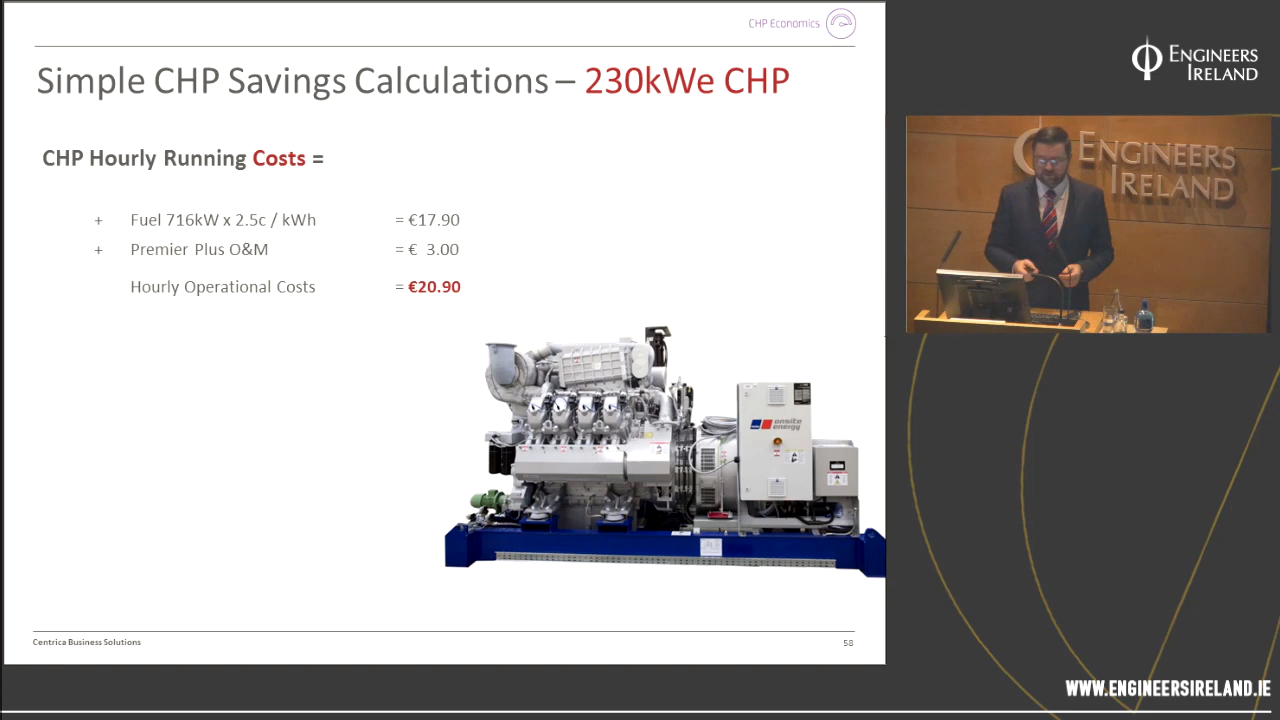 CHP Economics
Simple CHP Savings Calculations – 230kWe CHP
CHP Hourly Running Costs =
+ Fuel 716kW x 2.5c / kWh = €17.90
+ Premier Plus O&M = € 3.00
Hourly Operational Costs = €20.90
onsite
energy
Centrica Business Solutions
58
ENGINEERS
IRELAND
ENGINEERS
IRELAND
WWW.ENGINEERSIRELAND.IE